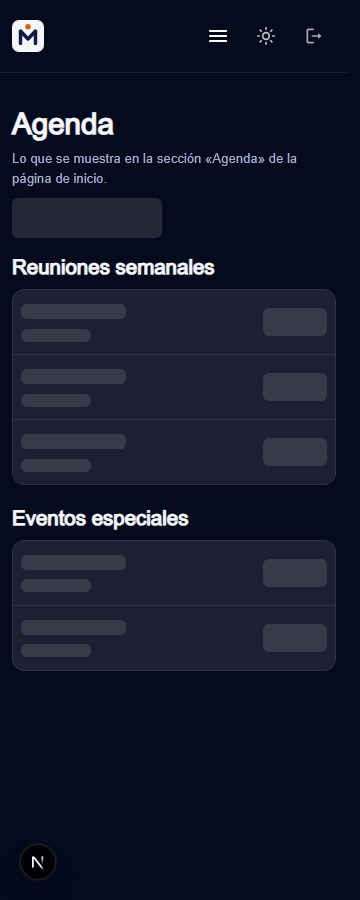 Agenda
Lo que se muestra en la sección «Agenda» de la
página de inicio.
Reuniones semanales
Eventos especiales